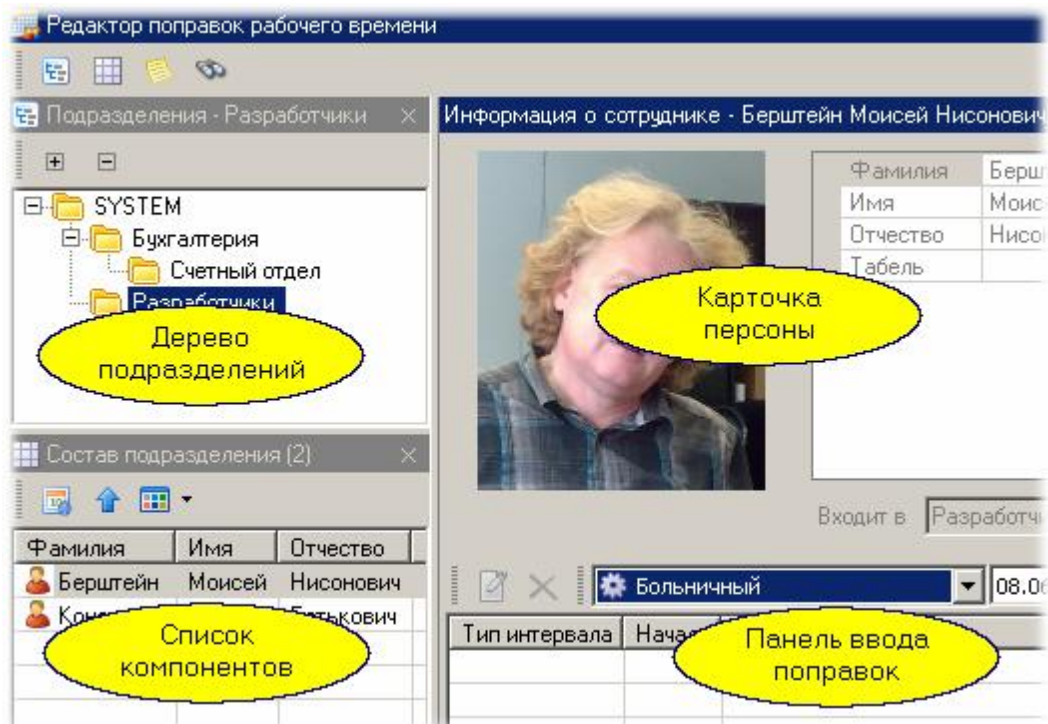 Редактор поправок рабочего времени
Подразделения - Разработчики
SYSTEM
Бухгалтерия
Счетный отдел
Разработчики
Дерево
подразделений
Состав подразделения (2)
Фамилия Имя Отчество
Берштейн Моисей Нисонович
Список
компонентов
Информация о сотруднике - Берштейн Моисей Нисонович
Фамилия
Имя
Отчество
Табель
Карточка
персоны
Входит в
Больничный
Тип интервала
Панель ввода
поправок